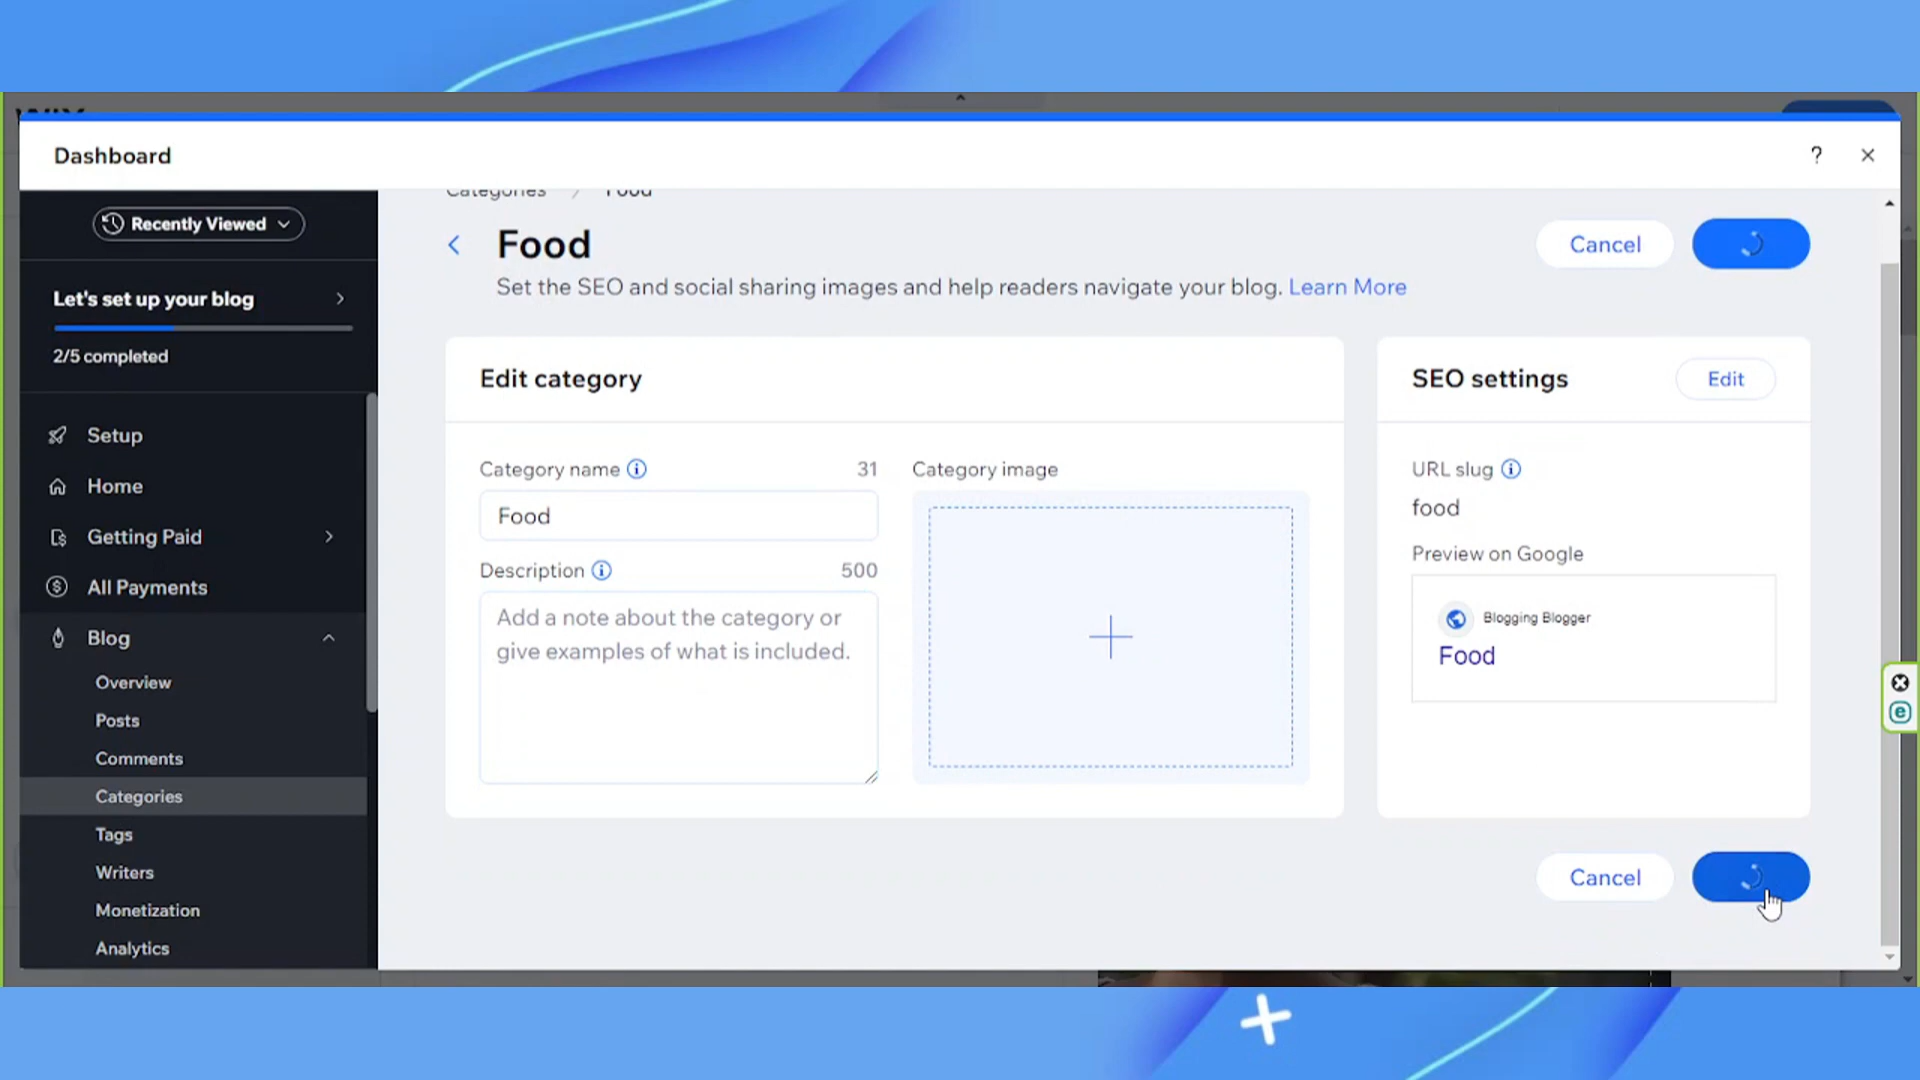 Dashboard
?
Recently Viewed
Let's set up your blog
2/5 completed
Setup
Home
Getting Paid
All Payments
Blog
Overview
Posts
Comments
Categories
Tags
Writers
Monetization
Analytics
Categories / Food
Food
Cancel
Set the SEO and social sharing images and help readers navigate your blog. Learn More
Edit category
Category name 31
Food
Description 500
Add a note about the category or
give examples of what is included.
Category image
SEO settings
Edit
URL slug
food
Preview on Google
Blogging Blogger
Food
Cancel